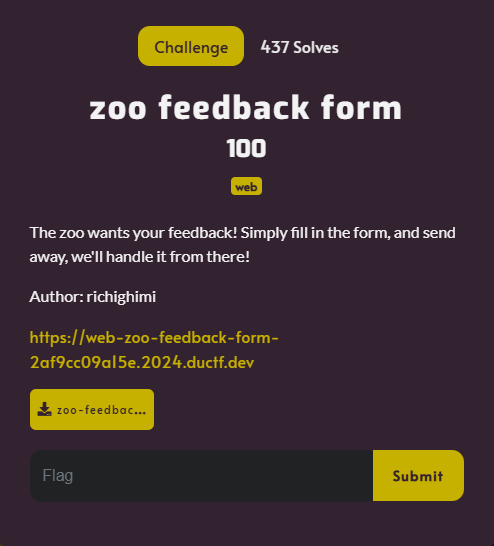 Challenge 437 Solves
zoo feedback form
100
web
The zoo wants your feedback! Simply fill in the form, and send
away, we'll handle it from there!
Author: richighimi
https://web-zoo-feedback-form-
2af9cc09a15e.2024.ductf.dev
zoo-feedbac...
Flag Submit